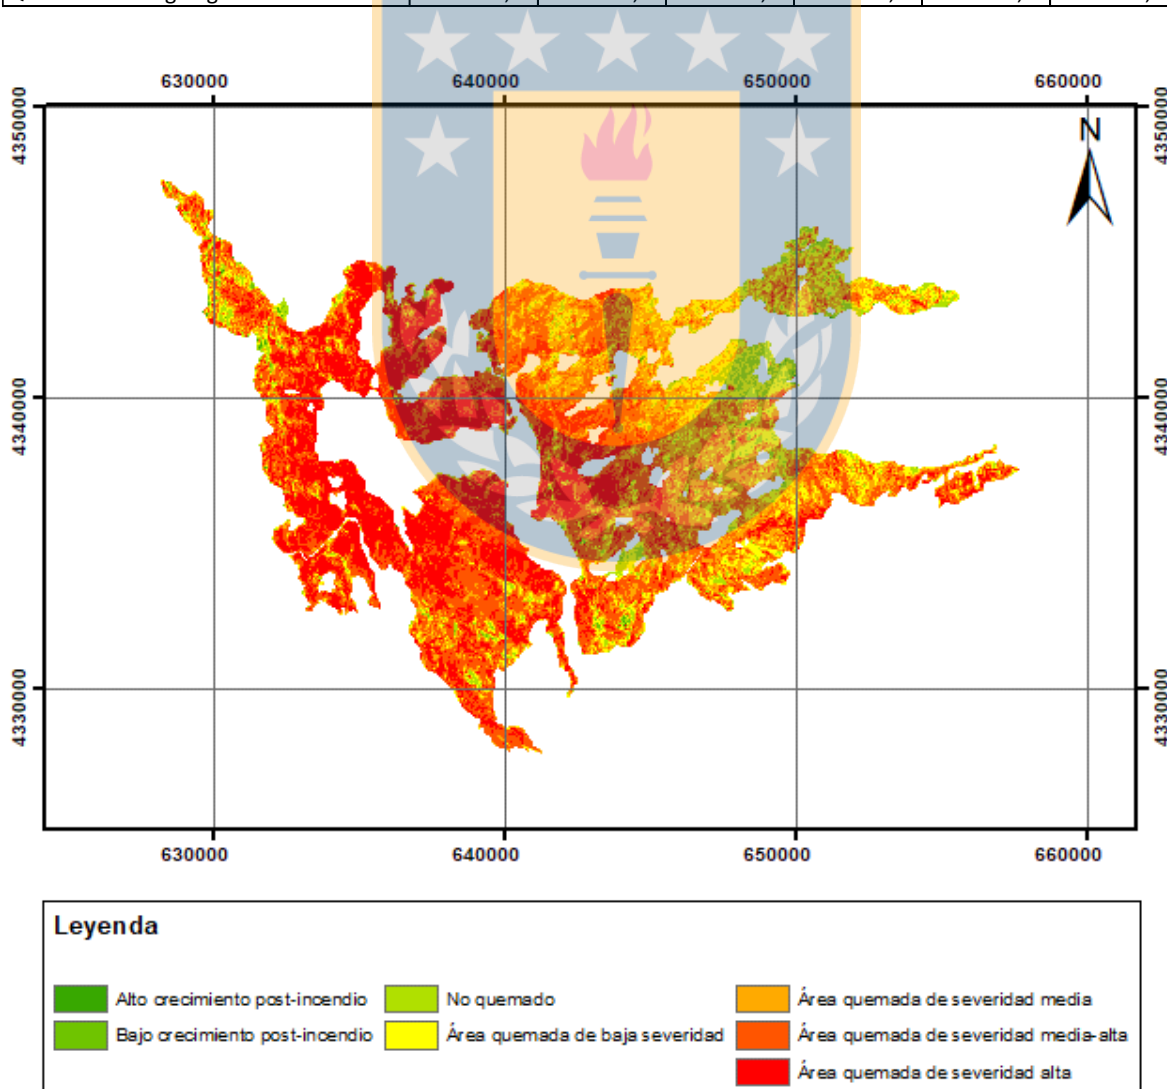 630000 640000 650000 660000
4350000 4350000
N
4340000 4340000
4330000 4330000
630000 640000 650000 660000
Leyenda
Alto crecimiento post-incendio
Bajo crecimiento post-incendio
No quemado
Área quemada de baja severidad
Área quemada de severidad media
Área quemada de severidad media-alta
Área quemada de severidad alta